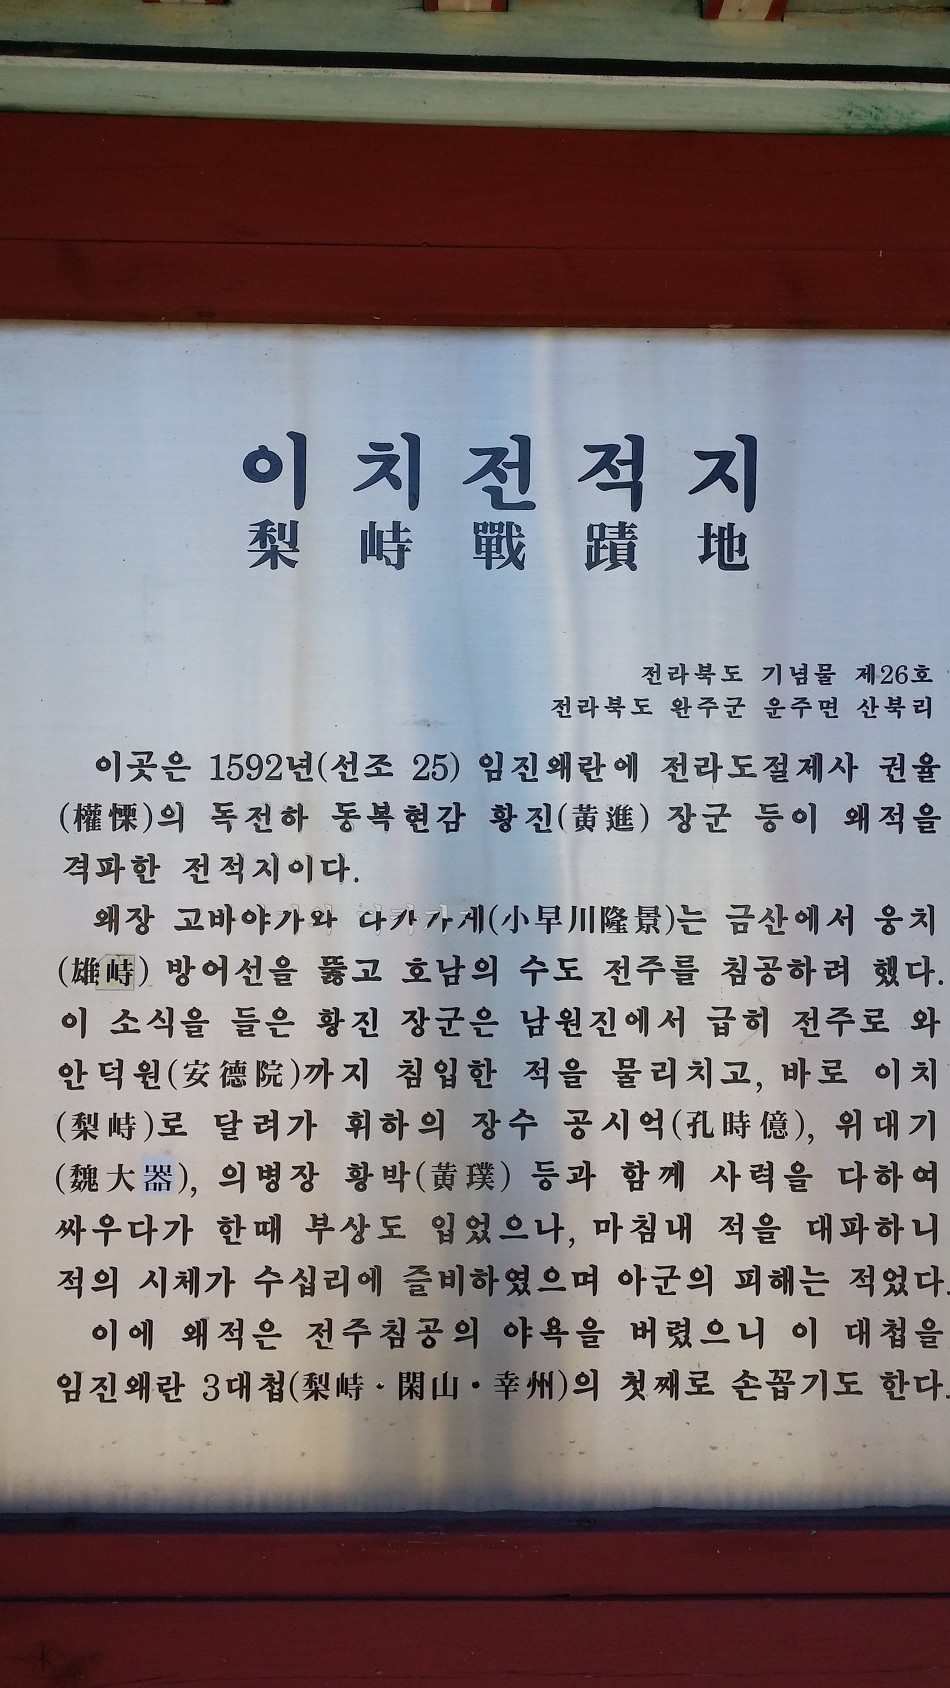 이치전적지
梨峙戰蹟地
전라북도 기념물 제26호
전라북도 완주군 운주면 산북리
이곳은 1592년(선조 25) 임진왜란에 전라도절제사 권율
(權慄)의 독전하 동복현감 황진(黃進) 장군 등이 왜적을
격파한 전적지이다.
왜장 고바야가와 다카가게(小早川隆景)는 금산에서 웅치
(雄峙) 방어선을 뚫고 호남의 수도 전주를 침공하려 했다.
이 소식을 들은 황진 장군은 남원진에서 급히 전주로 와
안덕원(安德院)까지 침입한 적을 물리치고, 바로 이치
(梨峙)로 달려가 휘하의 장수 공시억(孔時億), 위대기
(魏大器), 의병장 황박(黃璞) 등과 함께 사력을 다하여
싸우다가 한때 부상도 입었으나, 마침내 적을 대파하니
적의 시체가 수십리에 즐비하였으며 아군의 피해는 적었다.
이에 왜적은 전주침공의 야욕을 버렸으니 이 대첩을
임진왜란 3대첩(梨峙·閑山·幸州)의 첫째로 손꼽기도 한다.